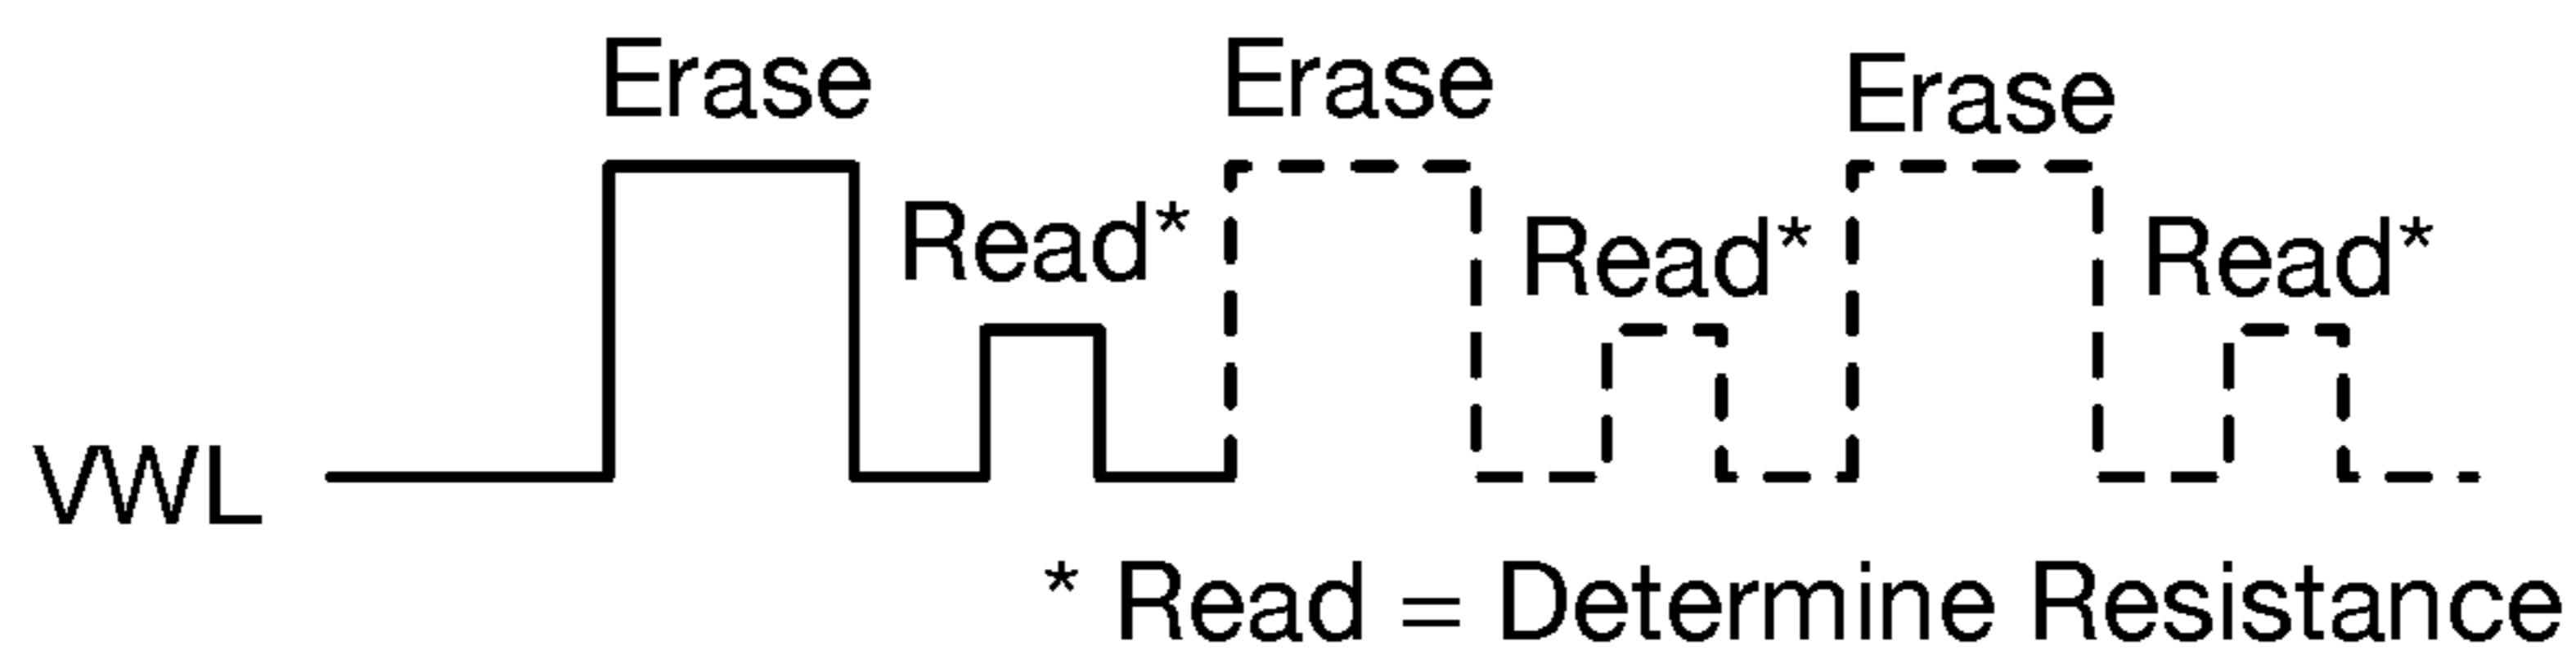 Erase Erase Erase
Read* Read* Read*
VWL
* Read = Determine Resistance